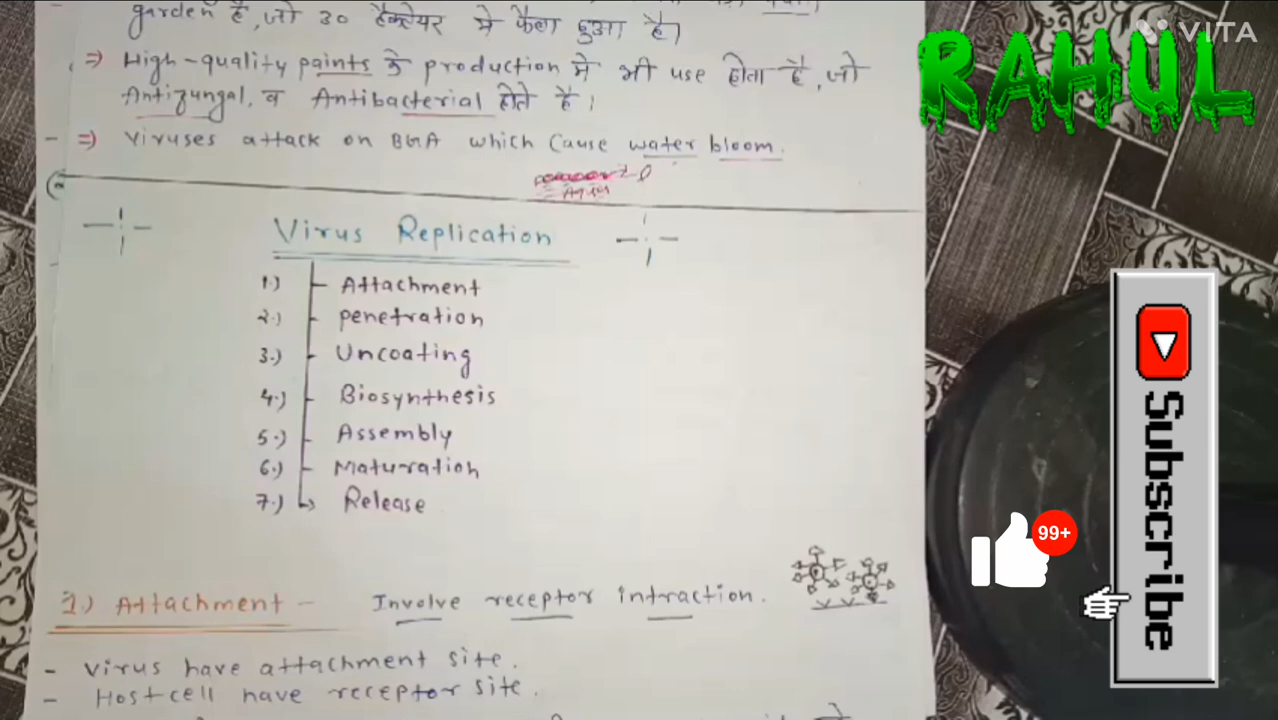 garden है, जो 30 हैक्टेयर में फैला हुआ है।
⇒ High-quality paints के production में भी use होता है, जो
Antifungal, व Antibacterial होते है।
- ⇒ Viruses attack on BGA which Cause water bloom.
Virus Replication
1.) Attachment
2.) Penetration
3.) Uncoating
4.) Biosynthesis
5.) Assembly
6.) Maturation
7.) Release
1.) Attachment - Involve receptor intraction.
- Virus have attachment site.
- Host cell have receptor site.
RAHUL
VITA
Subscribe
99+